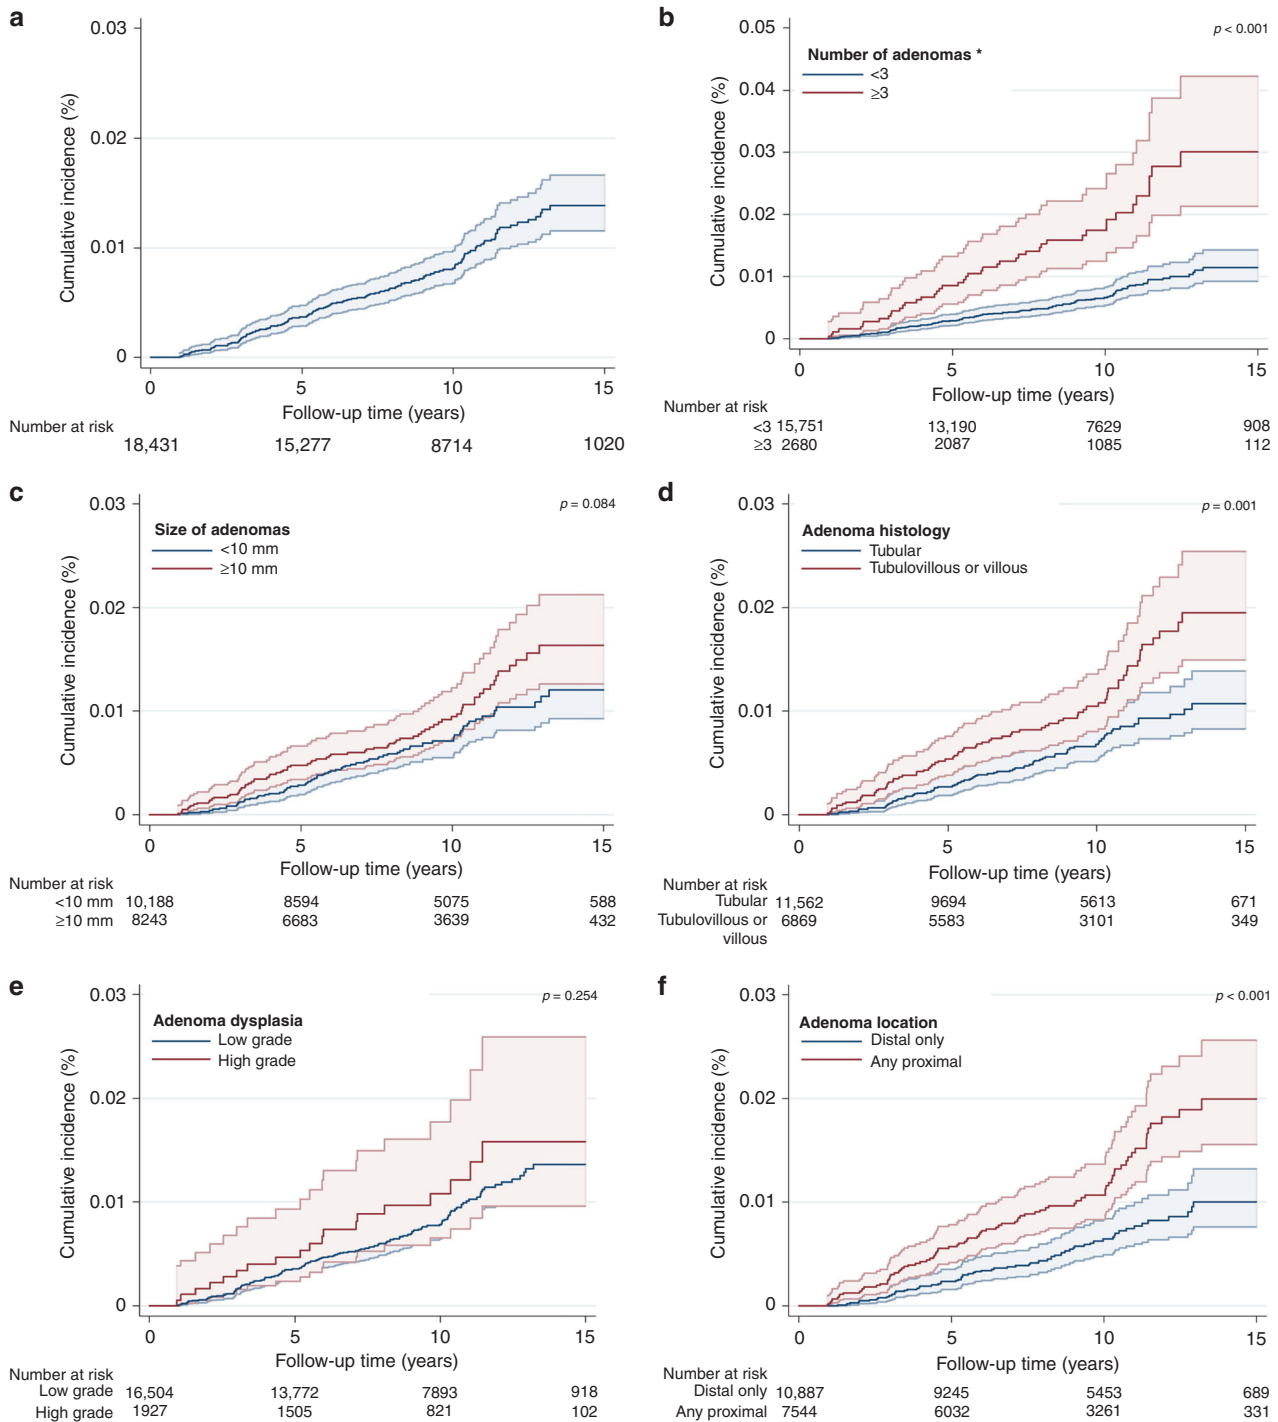 a
0.03
0.02
0.01
0
Cumulative incidence (%)
0 5 10 15
Follow-up time (years)
Number at risk
18,431 15,277 8714 1020
b
p < 0.001
Number of adenomas *
<3
≥3
0.05
0.04
0.03
0.02
0.01
0
Cumulative incidence (%)
0 5 10 15
Follow-up time (years)
Number at risk
<3 15,751 13,190 7629 908
≥3 2680 2087 1085 112
c
p = 0.084
Size of adenomas
<10 mm
≥10 mm
0.03
0.02
0.01
0
Cumulative incidence (%)
0 5 10 15
Follow-up time (years)
Number at risk
<10 mm 10,188 8594 5075 588
≥10 mm 8243 6683 3639 432
d
p = 0.001
Adenoma histology
Tubular
Tubulovillous or villous
0.03
0.02
0.01
0
Cumulative incidence (%)
0 5 10 15
Follow-up time (years)
Number at risk
Tubular 11,562 9694 5613 671
Tubulovillous or 6869 5583 3101 349
villous
e
p = 0.254
Adenoma dysplasia
Low grade
High grade
0.03
0.02
0.01
0
Cumulative incidence (%)
0 5 10 15
Follow-up time (years)
Number at risk
Low grade 16,504 13,772 7893 918
High grade 1927 1505 821 102
f
p < 0.001
Adenoma location
Distal only
Any proximal
0.03
0.02
0.01
0
Cumulative incidence (%)
0 5 10 15
Follow-up time (years)
Number at risk
Distal only 10,887 9245 5453 689
Any proximal 7544 6032 3261 331